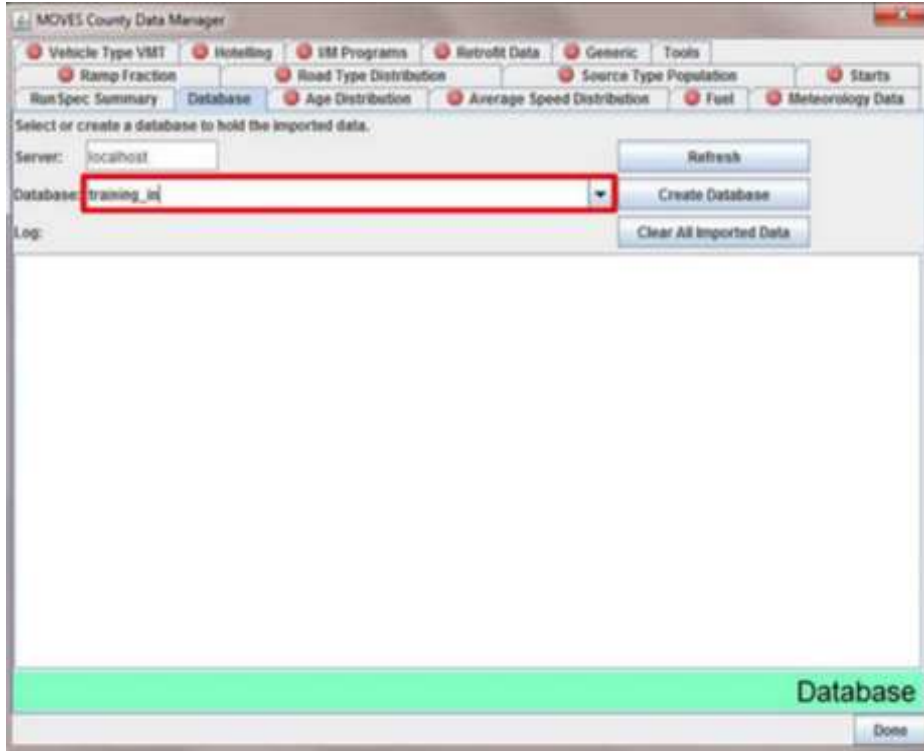 MOVES County Data Manager
Vehicle Type VMT Hotelling I/M Programs Retrofit Data Generic Tools
Ramp Fraction Road Type Distribution Source Type Population Starts
RunSpec Summary Database Age Distribution Average Speed Distribution Fuel Meteorology Data
Select or create a database to hold the imported data.
Server: localhost Refresh
Database: training_in Create Database
Log: Clear All Imported Data
Database
Done